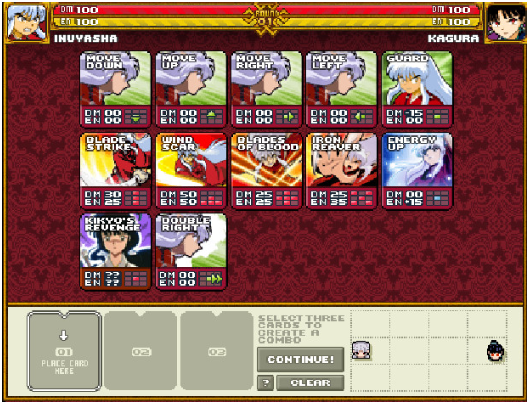 DM 100
EN 100
ROUND
01
DM 100
EN 100
INUYASHA
KAGURA
MOVE
DOWN
DM 00
EN 00
MOVE
UP
DM 00
EN 00
MOVE
RIGHT
DM 00
EN 00
MOVE
LEFT
DM 00
EN 00
GUARD
DM -15
EN 00
BLADE
STRIKE
DM 30
EN 25
WIND
SCAR
DM 50
EN 50
BLADES
OF BLOOD
DM 25
EN 25
IRON
REAVER
DM 25
EN 35
ENERGY
UP
DM 00
EN -15
KIKYO'S
REVENGE
DM ??
EN ??
DOUBLE
RIGHT
DM 00
EN 00
01
PLACE CARD
HERE
02
03
SELECT THREE
CARDS TO
CREATE A
COMBO
CONTINUE!
?
CLEAR